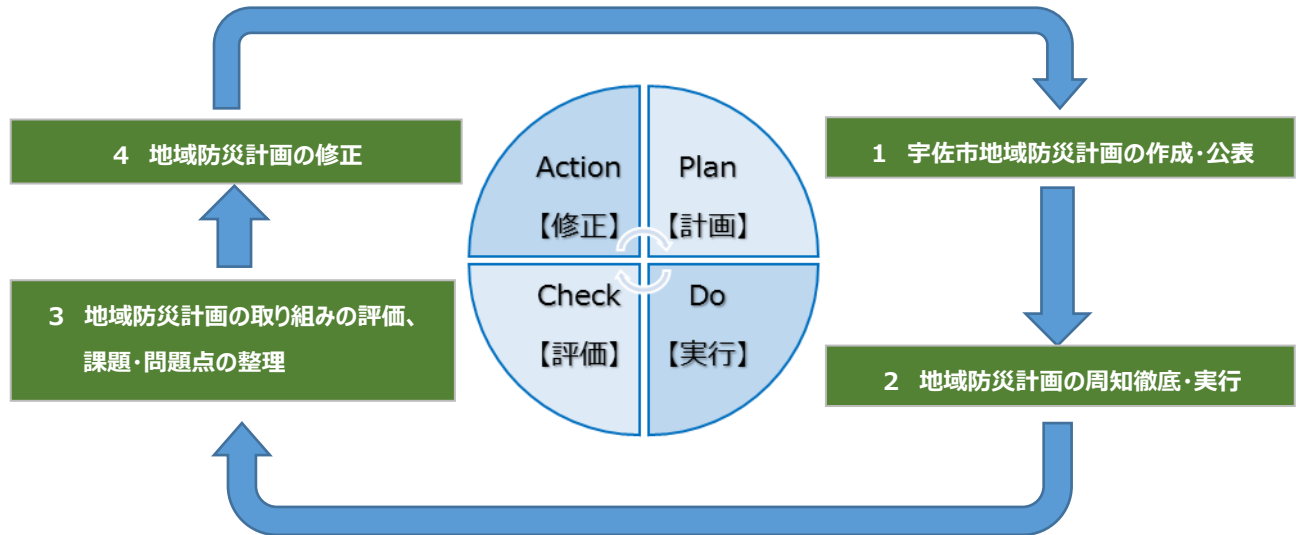 4 地域防災計画の修正
1 宇佐市地域防災計画の作成・公表
Action
【修正】
Plan
【計画】
3 地域防災計画の取り組みの評価、
課題・問題点の整理
Check
【評価】
Do
【実行】
2 地域防災計画の周知徹底・実行